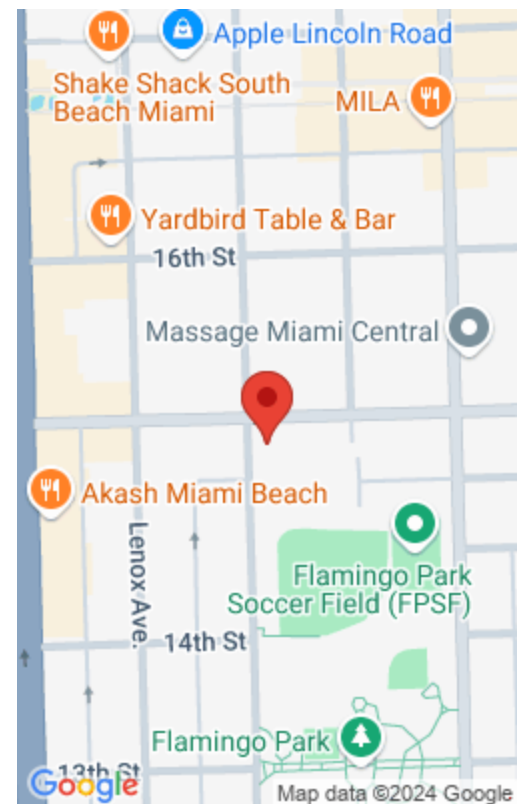 Apple Lincoln Road
Shake Shack South
Beach Miami
MILA
Yardbird Table & Bar
16th St
Massage Miami Central
Akash Miami Beach
Lenox Ave.
Flamingo Park
Soccer Field (FPSF)
14th St
Flamingo Park
13th St
Google
Map data ©2024 Google